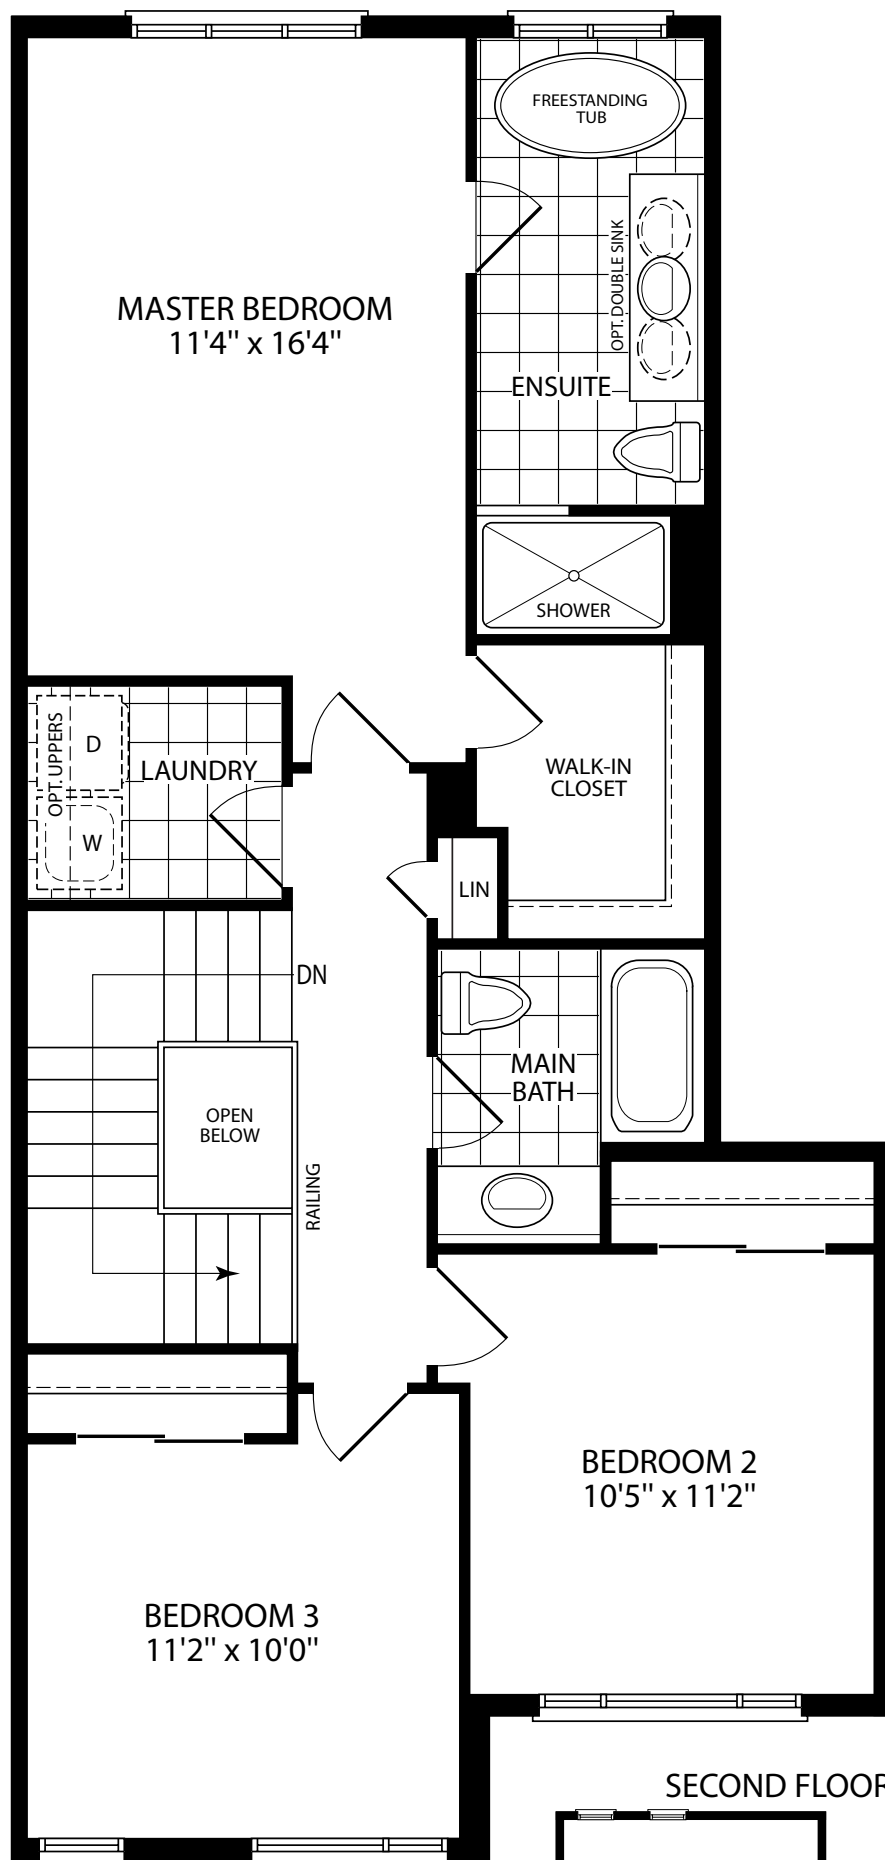 FREESTANDING
TUB
OPT. DOUBLE SINK
MASTER BEDROOM
11'4" x 16'4"
ENSUITE
SHOWER
OPT. UPPERS
D
LAUNDRY
W
WALK-IN
CLOSET
LIN
DN
MAIN
BATH
OPEN
BELOW
RAILING
BEDROOM 2
10'5" x 11'2"
BEDROOM 3
11'2" x 10'0"
SECOND FLOOR